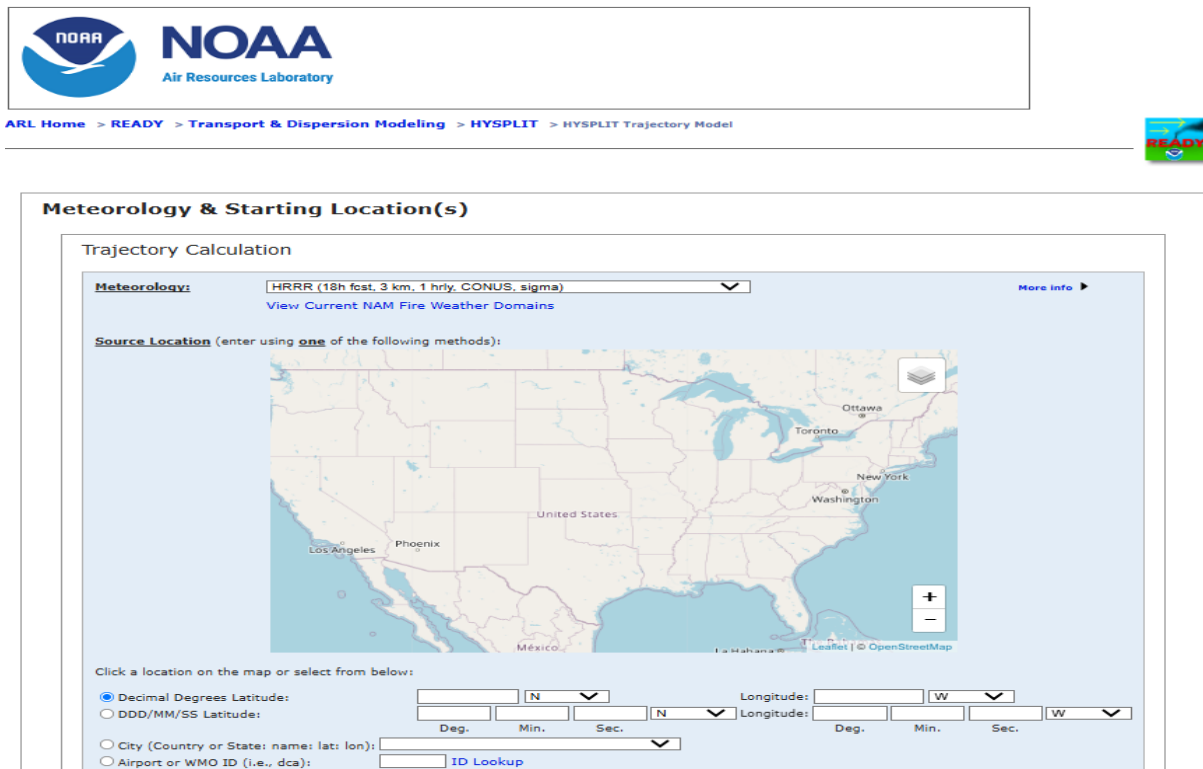 NOAA
NOAA
Air Resources Laboratory
ARL Home > READY > Transport & Dispersion Modeling > HYSPLIT > HYSPLIT Trajectory Model
READY
Meteorology & Starting Location(s)
Trajectory Calculation
Meteorology: HRRR (18h fcst, 3 km, 1 hrly, CONUS, sigma) More info
View Current NAM Fire Weather Domains
Source Location (enter using one of the following methods):
Ottawa
Toronto
New York
Washington
United States
Phoenix
Los Angeles
+
−
México
La Habana
Leaflet | © OpenStreetMap
Click a location on the map or select from below:
Decimal Degrees Latitude: N Longitude: W
DDD/MM/SS Latitude: N Longitude: W
Deg. Min. Sec. Deg. Min. Sec.
City (Country or State: name: lat: lon):
Airport or WMO ID (i.e., dca): ID Lookup